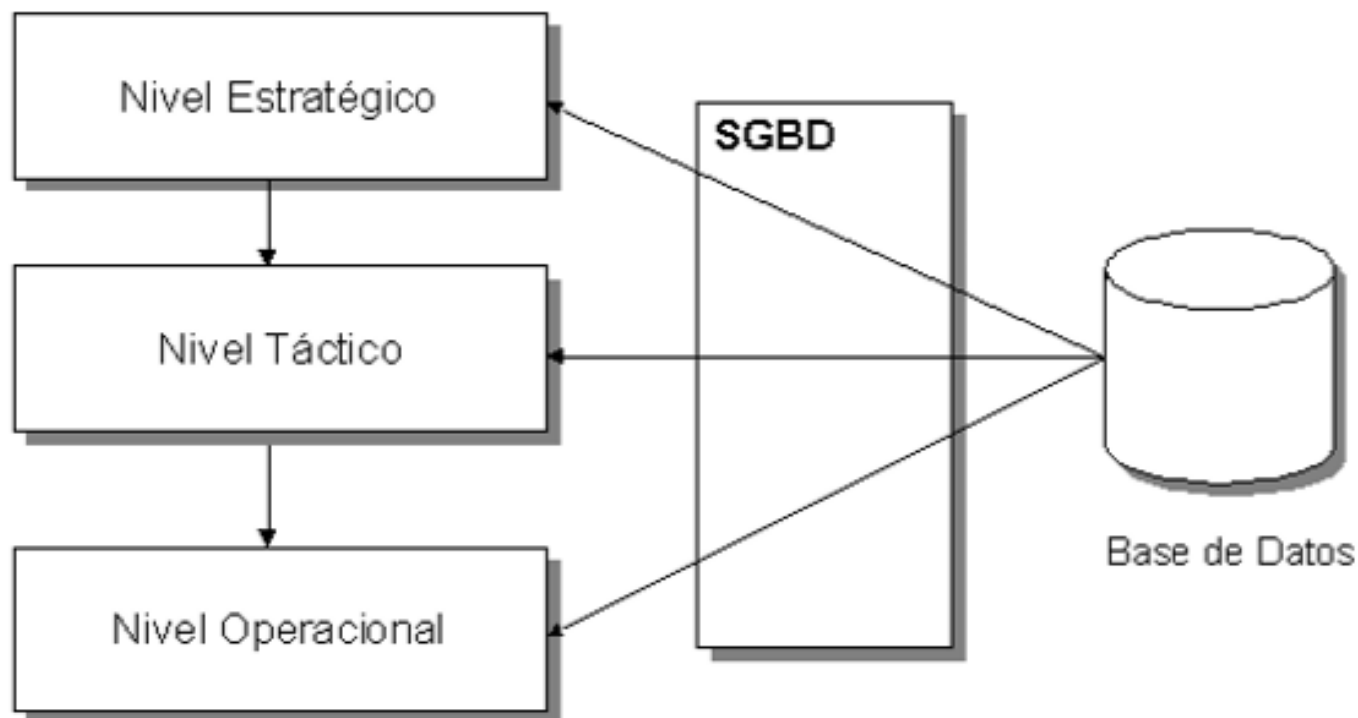 Nivel Estratégico
SGBD
Nivel Táctico
Base de Datos
Nivel Operacional